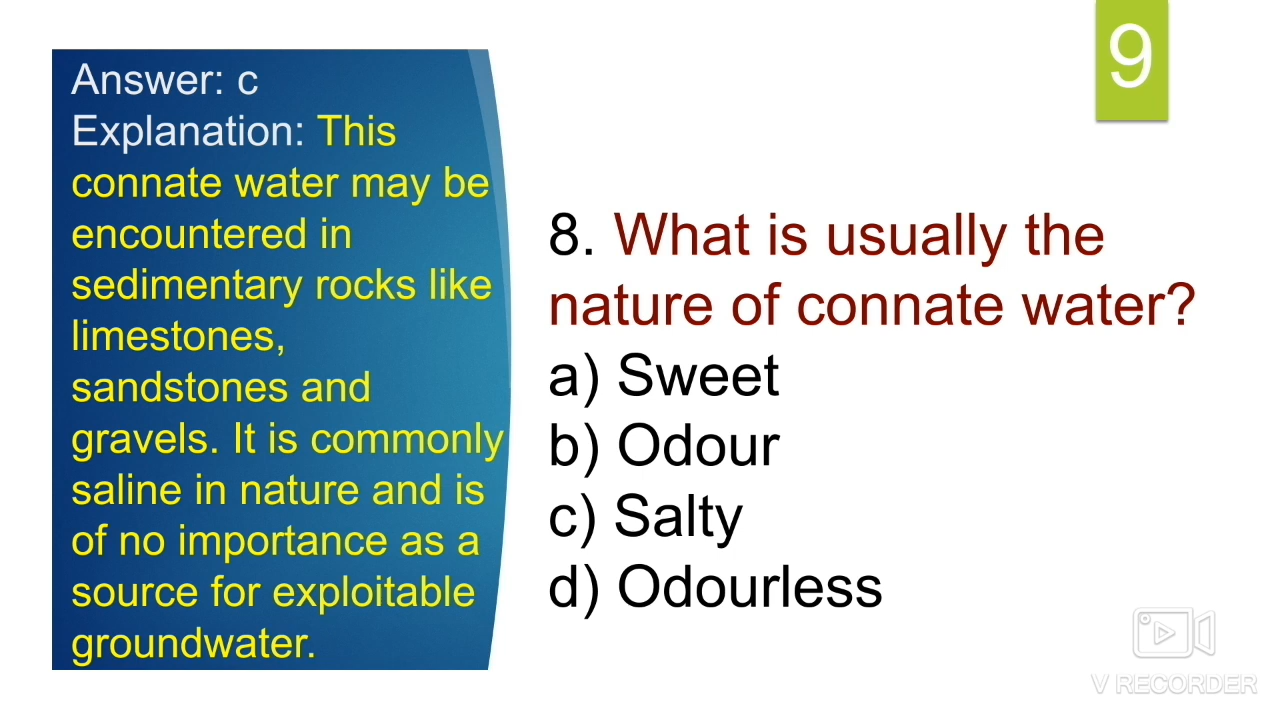 9
Answer: c
Explanation: This
connate water may be
encountered in
sedimentary rocks like
limestones,
sandstones and
gravels. It is commonly
saline in nature and is
of no importance as a
source for exploitable
groundwater.
8. What is usually the
nature of connate water?
a) Sweet
b) Odour
c) Salty
d) Odourless
V RECORDER